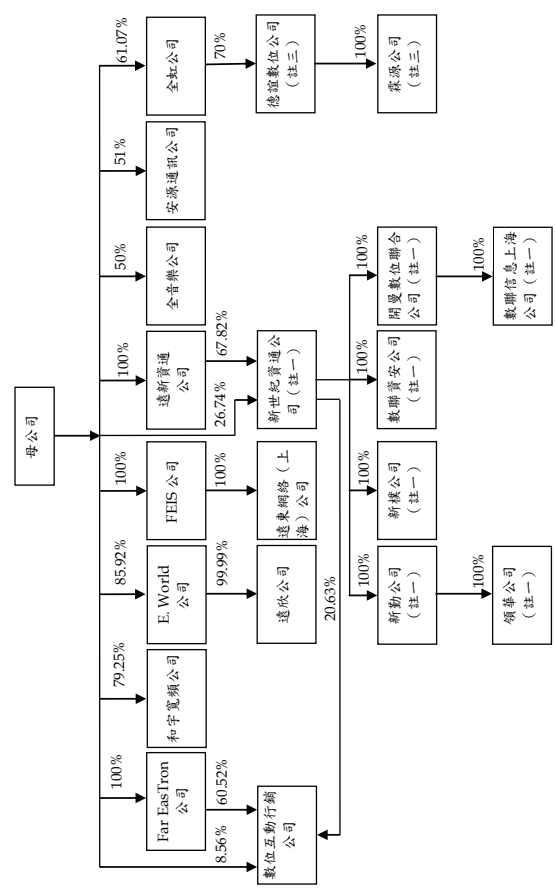 母公司
100%
79.25%
85.92%
100%
100%
50%
51%
61.07%
Far EasTron
公司
和宇寬頻公司
E. World
公司
FEIS 公司
遠新資通
公司
全音樂公司
安源通訊公司
全虹公司
8.56%
60.52%
99.99%
100%
26.74%
67.82%
70%
數位互動行銷
公司
遠欣公司
遠東網絡（上
海）公司
新世紀資通公
司（註一）
德誼數位公司
（註三）
20.63%
100%
100%
100%
100%
100%
新勤公司
（註一）
新樸公司
（註一）
數聯資安公司
（註一）
開曼數位聯合
公司（註一）
霖源公司
（註三）
100%
100%
領華公司
（註一）
數聯信息上海
公司（註一）